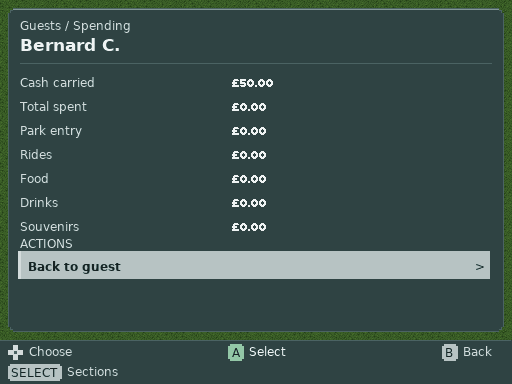 Guests / Spending
Bernard C.
Cash carried £50.00
Total spent £0.00
Park entry £0.00
Rides £0.00
Food £0.00
Drinks £0.00
Souvenirs £0.00
ACTIONS
Back to guest >
Choose A Select B Back
SELECT Sections